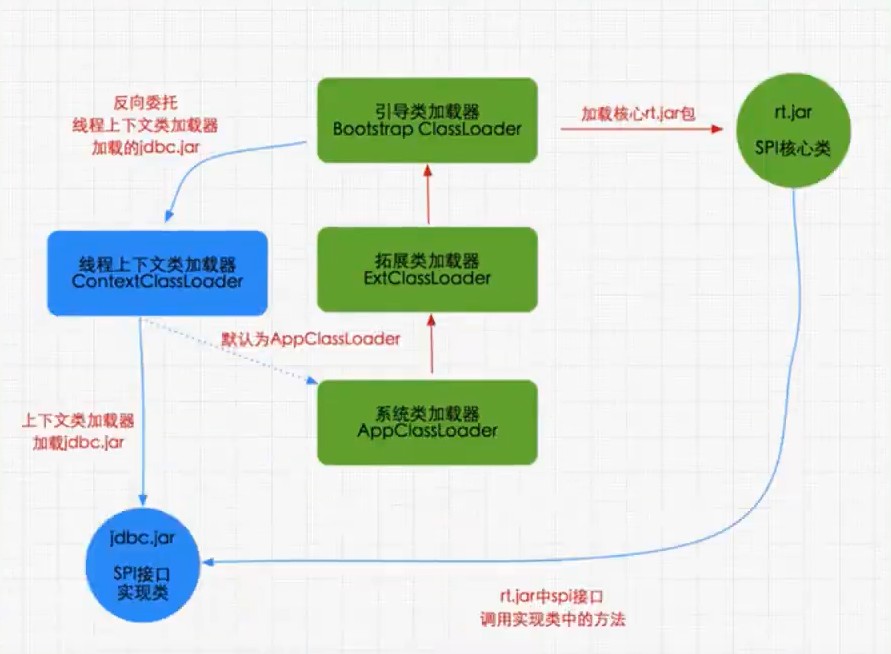 反向委托
线程上下文类加载器
加载的jdbc.jar
引导类加载器
Bootstrap ClassLoader
加载核心rt.jar包
rt.jar
SPI核心类
线程上下文类加载器
ContextClassLoader
拓展类加载器
ExtClassLoader
默认为AppClassLoader
系统类加载器
AppClassLoader
上下文类加载器
加载jdbc.jar
jdbc.jar
SPI接口
实现类
rt.jar中spi接口
调用实现类中的方法